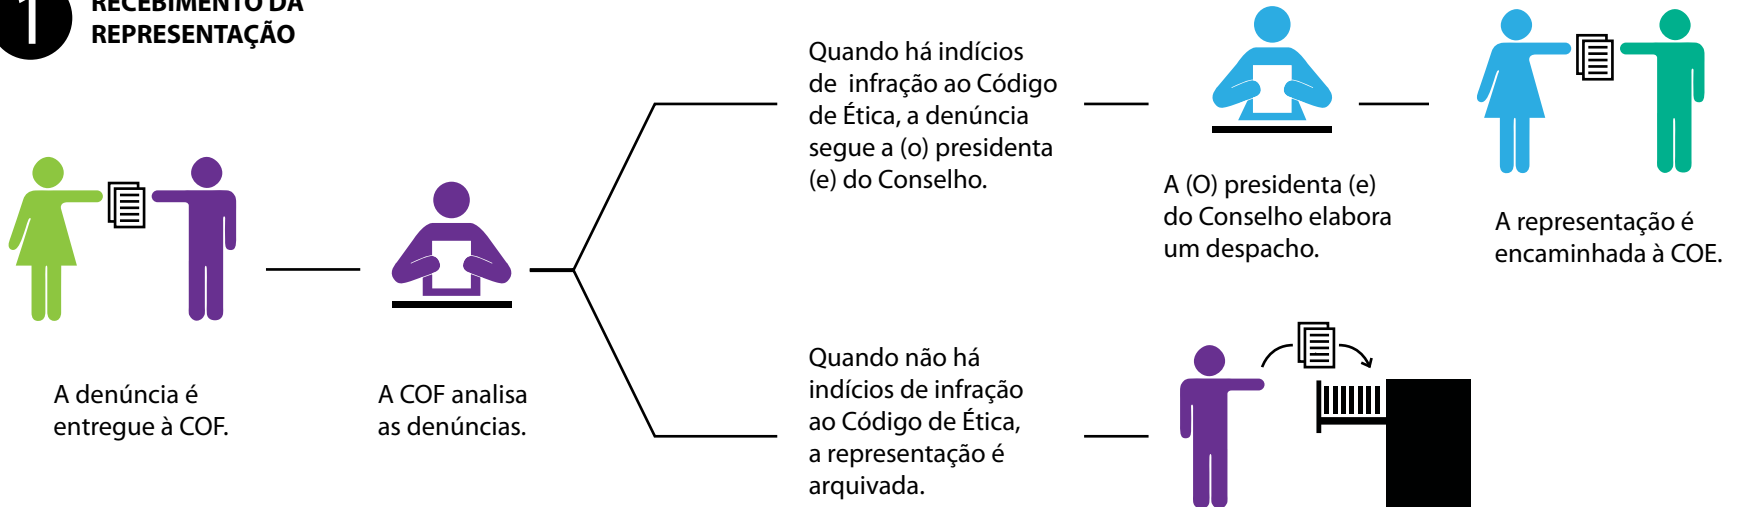 1
RECEBIMENTO DA
REPRESENTAÇÃO
A denúncia é
entregue à COF.
A COF analisa
as denúncias.
Quando há indícios
de infração ao Código
de Ética, a denúncia
segue a (o) presidenta
(e) do Conselho.
A (O) presidenta (e)
do Conselho elabora
um despacho.
A representação é
encaminhada à COE.
Quando não há
indícios de infração
ao Código de Ética,
a representação é
arquivada.